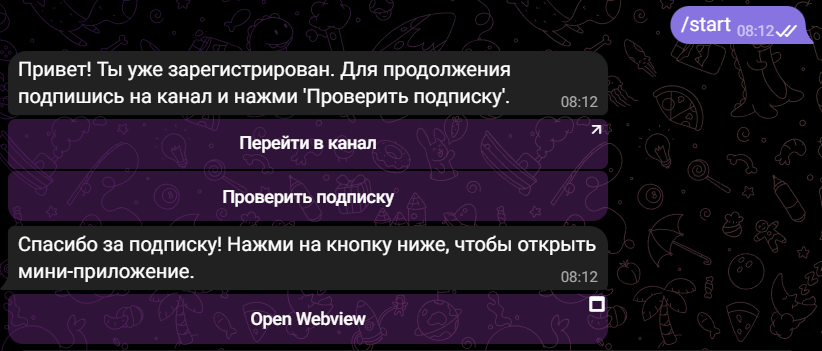 /start 08:12
Привет! Ты уже зарегистрирован. Для продолжения
подпишись на канал и нажми 'Проверить подписку'.
08:12
Перейти в канал
Проверить подписку
Спасибо за подписку! Нажми на кнопку ниже, чтобы открыть
мини-приложение.
08:12
Open Webview